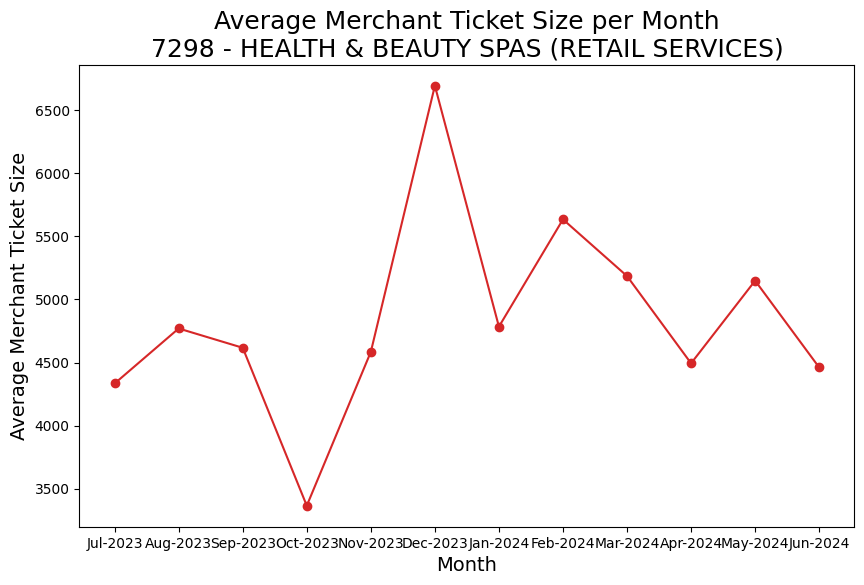 Average Merchant Ticket Size per Month
7298 - HEALTH & BEAUTY SPAS (RETAIL SERVICES)
Average Merchant Ticket Size
6500
6000
5500
5000
4500
4000
3500
Jul-2023 Aug-2023 Sep-2023 Oct-2023 Nov-2023 Dec-2023 Jan-2024 Feb-2024 Mar-2024 Apr-2024 May-2024 Jun-2024
Month